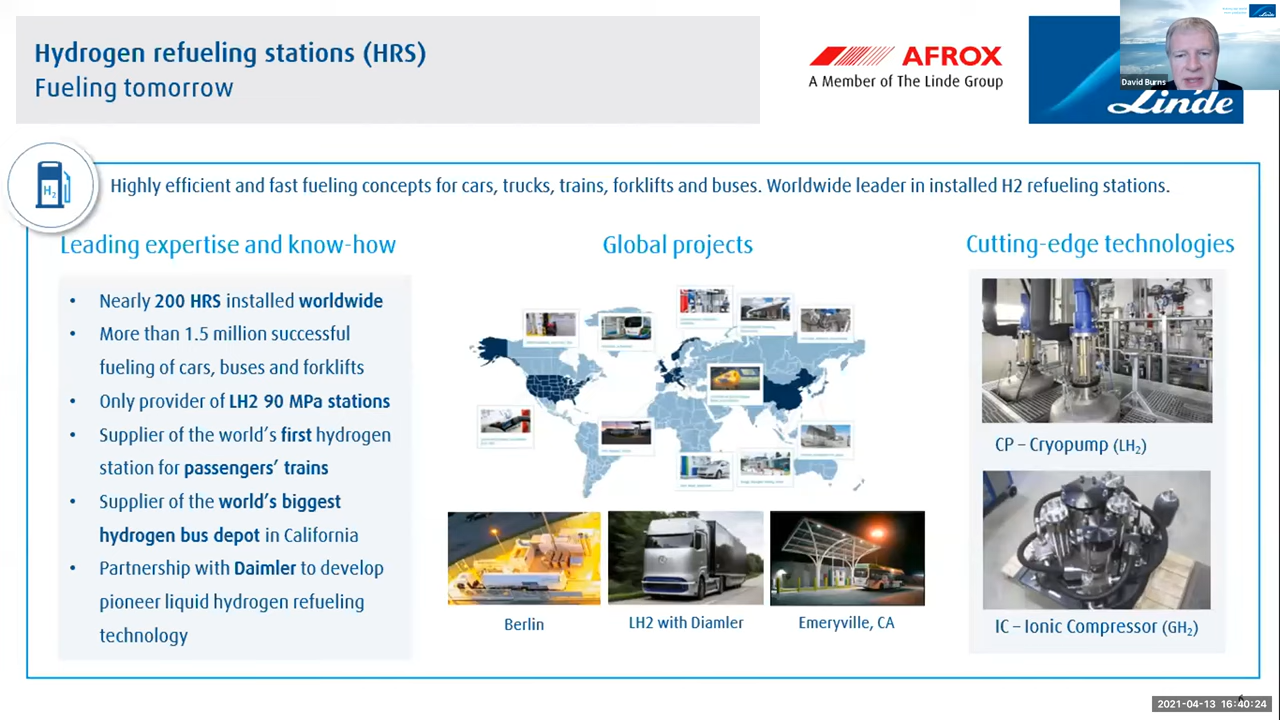 Hydrogen refueling stations (HRS)
Fueling tomorrow
AFROX
A Member of The Linde Group
Linde
David Burns
H2
Highly efficient and fast fueling concepts for cars, trucks, trains, forklifts and buses. Worldwide leader in installed H2 refueling stations.
Leading expertise and know-how
• Nearly 200 HRS installed worldwide
• More than 1.5 million successful
fueling of cars, buses and forklifts
• Only provider of LH2 90 MPa stations
• Supplier of the world's first hydrogen
station for passengers' trains
• Supplier of the world's biggest
hydrogen bus depot in California
• Partnership with Daimler to develop
pioneer liquid hydrogen refueling
technology
Global projects
Berlin
LH2 with Diamler
Emeryville, CA
Cutting-edge technologies
CP – Cryopump (LH₂)
IC – Ionic Compressor (GH₂)
2021-04-13 16:40:24